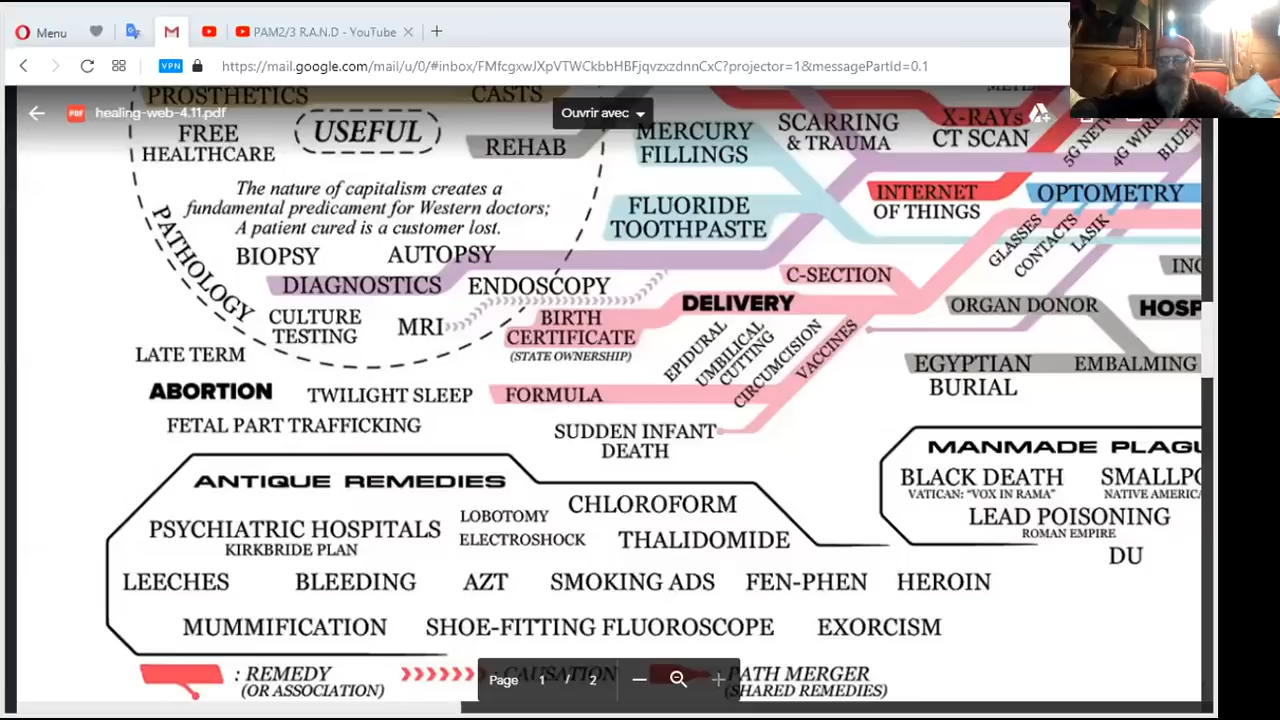 Menu
PAM2/3 R.A.N.D - YouTube
VPN
https://mail.google.com/mail/u/0/#inbox/FMfcgxwJXpVTWCkbbHBFjqvzxzdnnCxC?projector=1&messagePartId=0.1
healing-web-4.11.pdf
Ouvrir avec
PROSTHETICS
CASTS
FREE
HEALTHCARE
USEFUL
REHAB
MERCURY
FILLINGS
SCARRING
& TRAUMA
X-RAYs
CT SCAN
5G NET
4G WIRE
BLUET
INTERNET
OF THINGS
OPTOMETRY
GLASSES
CONTACTS
LASIK
The nature of capitalism creates a
fundamental predicament for Western doctors;
A patient cured is a customer lost.
FLUORIDE
TOOTHPASTE
PATHOLOGY
BIOPSY
AUTOPSY
DIAGNOSTICS
ENDOSCOPY
C-SECTION
CULTURE
TESTING
MRI
BIRTH
CERTIFICATE
(STATE OWNERSHIP)
DELIVERY
EPIDURAL
UMBILICAL
CUTTING
CIRCUMCISION
VACCINES
ORGAN DONOR
HOSP
EGYPTIAN
BURIAL
EMBALMING
LATE TERM
ABORTION
TWILIGHT SLEEP
FORMULA
FETAL PART TRAFFICKING
SUDDEN INFANT
DEATH
ANTIQUE REMEDIES
PSYCHIATRIC HOSPITALS
KIRKBRIDE PLAN
LOBOTOMY
ELECTROSHOCK
CHLOROFORM
THALIDOMIDE
LEECHES
BLEEDING
AZT
SMOKING ADS
FEN-PHEN
HEROIN
MUMMIFICATION
SHOE-FITTING FLUOROSCOPE
EXORCISM
MANMADE PLAGU
BLACK DEATH
VATICAN: "VOX IN RAMA"
SMALLPO
NATIVE AMERICA
LEAD POISONING
ROMAN EMPIRE
DU
: REMEDY
(OR ASSOCIATION)
: CAUSATION
PATH MERGER
(SHARED REMEDIES)
Page 1 / 2